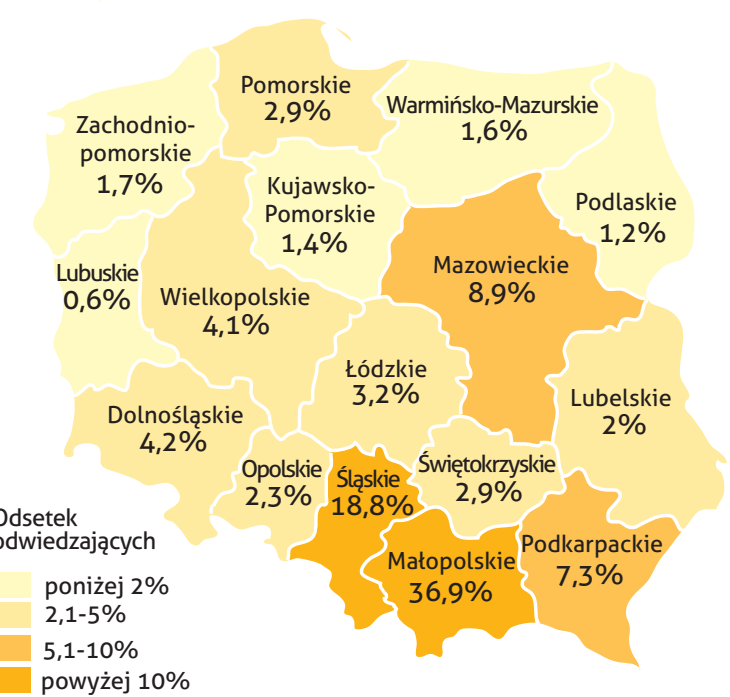 Pomorskie
2,9%
Warmińsko-Mazurskie
1,6%
Zachodnio-
pomorskie
1,7%
Kujawsko-
Pomorskie
1,4%
Podlaskie
1,2%
Lubuskie
0,6%
Wielkopolskie
4,1%
Mazowieckie
8,9%
Łódzkie
3,2%
Lubelskie
2%
Dolnośląskie
4,2%
Opolskie
2,3%
Śląskie
18,8%
Świętokrzyskie
2,9%
Małopolskie
36,9%
Podkarpackie
7,3%
Odsetek
odwiedzających
poniżej 2%
2,1-5%
5,1-10%
powyżej 10%